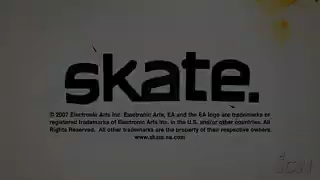 skate.
© 2007 Electronic Arts Inc. Electronic Arts, EA and the EA logo are trademarks or
registered trademarks of Electronic Arts Inc. in the U.S. and/or other countries. All
Rights Reserved. All other trademarks are the property of their respective owners.
www.skate.ea.com